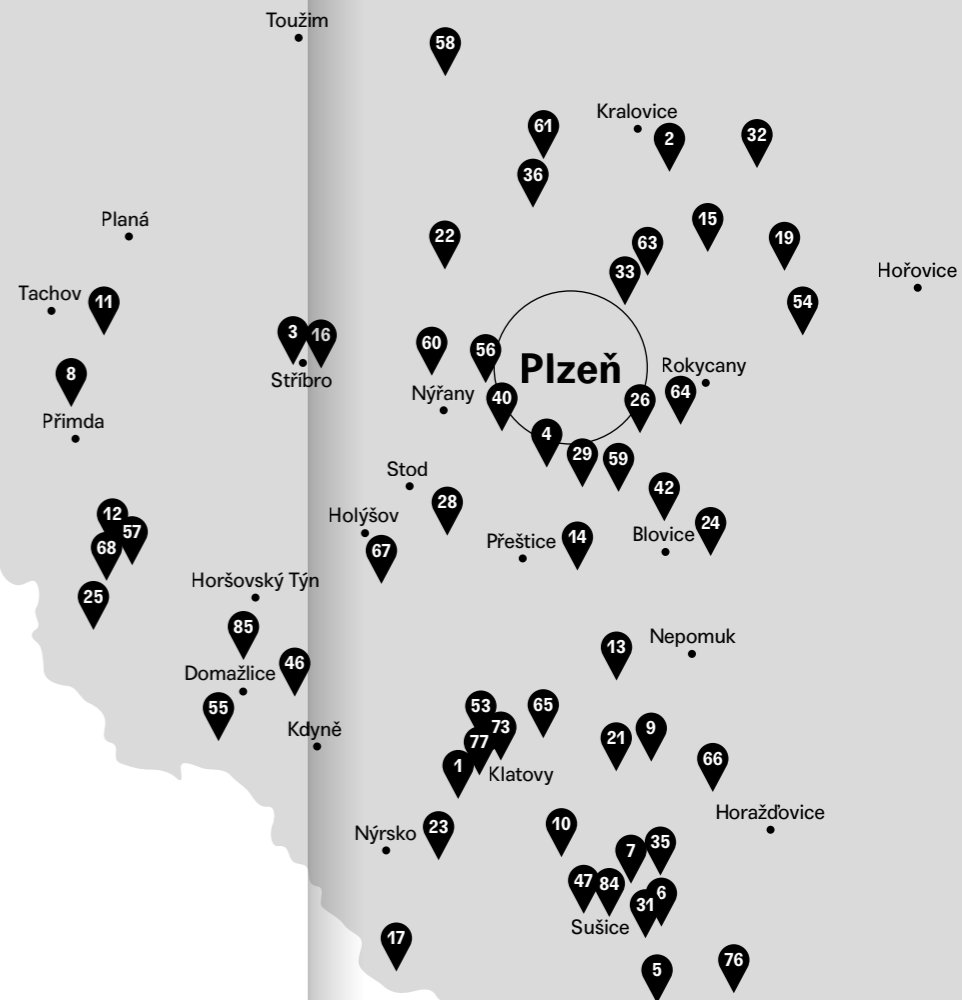 Toužim
58
61
Kralovice
2
32
36
Planá
22
15
63
19
33
Hořovice
Tachov
11
54
3
16
60
56
Plzeň
Rokycany
8
Stříbro
Nýřany
40
26
64
Přimda
4
29
59
Stod
42
12
28
Holýšov
57
24
68
67
Přeštice
14
Blovice
Horšovský Týn
25
85
Nepomuk
13
46
Domažlice
55
53
65
Kdyně
73
77
21
9
1
Klatovy
66
Horažďovice
Nýrsko
23
10
7
35
47
84
6
31
Sušice
17
5
76